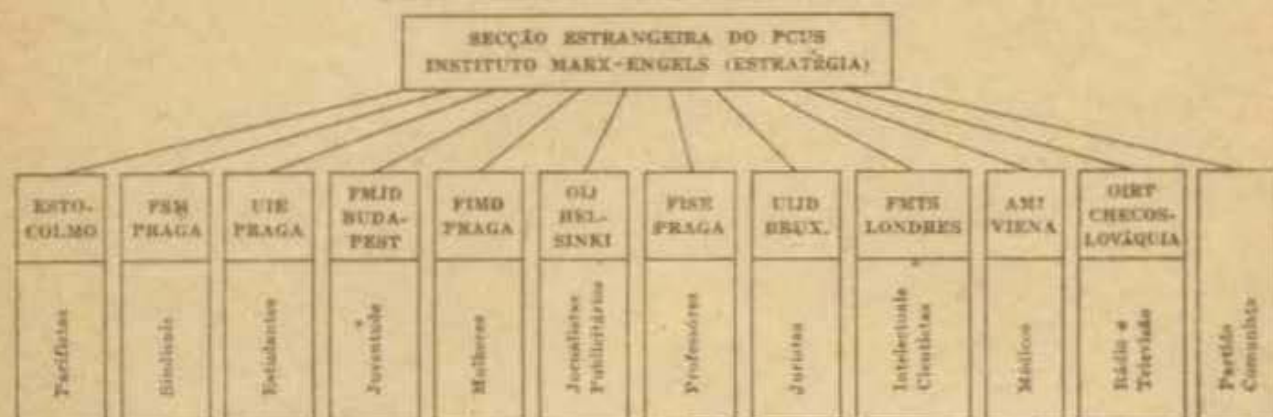 SECÇÃO ESTRANGEIRA DO PCUS
INSTITUTO MARX-ENGELS (ESTRATÉGIA)
ESTO-
COLMO
FSM
PRAGA
UIE
PRAGA
FMJD
BUDA-
PEST
FIMD
PRAGA
OIJ
HEL-
SINKI
FISE
PRAGA
UIJD
BRUX.
FMTS
LONDRES
AMI
VIENA
OIRT
CHECOS-
LOVÁQUIA
Pacifistas
Sindicais
Estudantes
Juventude
Mulheres
Jornalistas
Publicitários
Professôres
Juristas
Intelectuais
Cientistas
Médicos
Rádio e
Televisão
Partido
Comunista